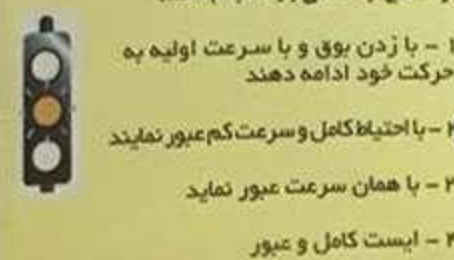 ۱ - با زدن بوق و با سرعت اولیه به
حرکت خود ادامه دهند
۲ - با احتیاط کامل و سرعت کم عبور نمایند
۳ - با همان سرعت عبور نماید
۴ - ایست کامل و عبور